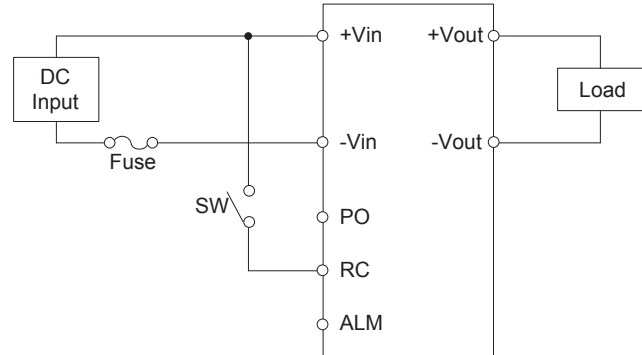 +Vin
+Vout
DC
Input
Load
-Vin
-Vout
Fuse
SW
PO
RC
ALM